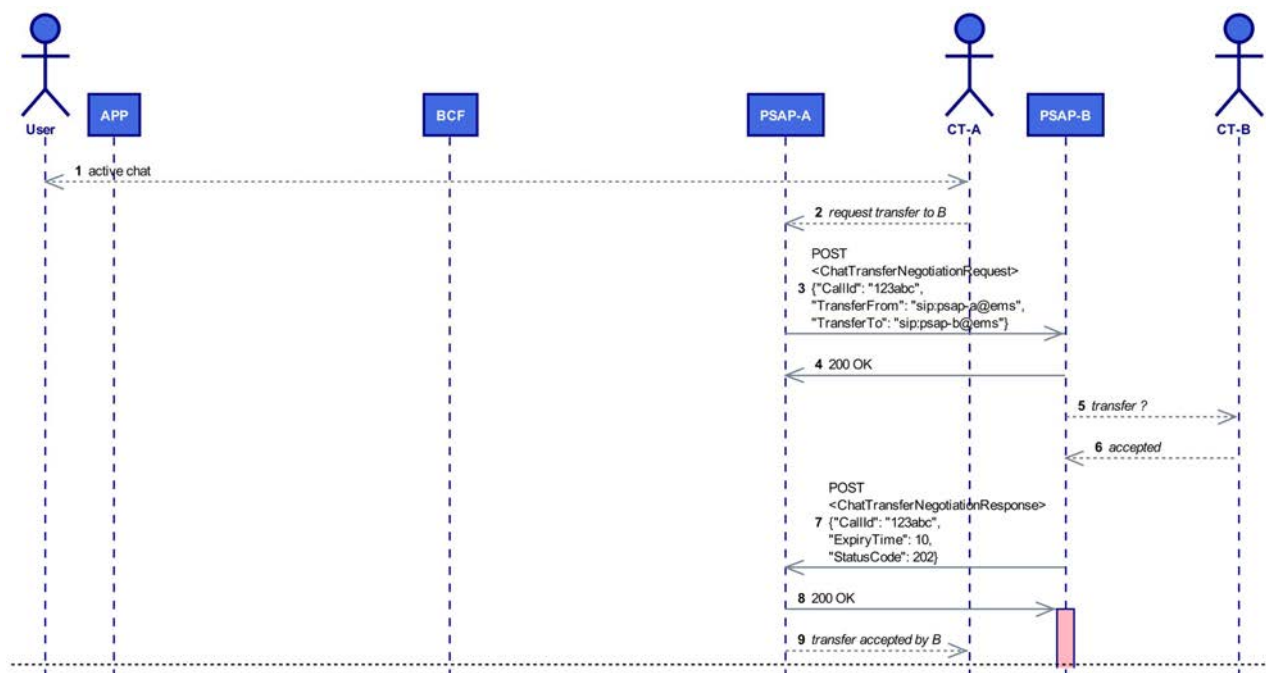 User
APP
BCF
PSAP-A
CT-A
PSAP-B
CT-B
1 active chat
2 request transfer to B
POST
<ChatTransferNegotiationRequest>
3 {"CallId": "123abc",
"TransferFrom": "sip:psap-a@ems",
"TransferTo": "sip:psap-b@ems"}
4 200 OK
5 transfer ?
6 accepted
POST
<ChatTransferNegotiationResponse>
7 {"CallId": "123abc",
"ExpiryTime": 10,
"StatusCode": 202}
8 200 OK
9 transfer accepted by B